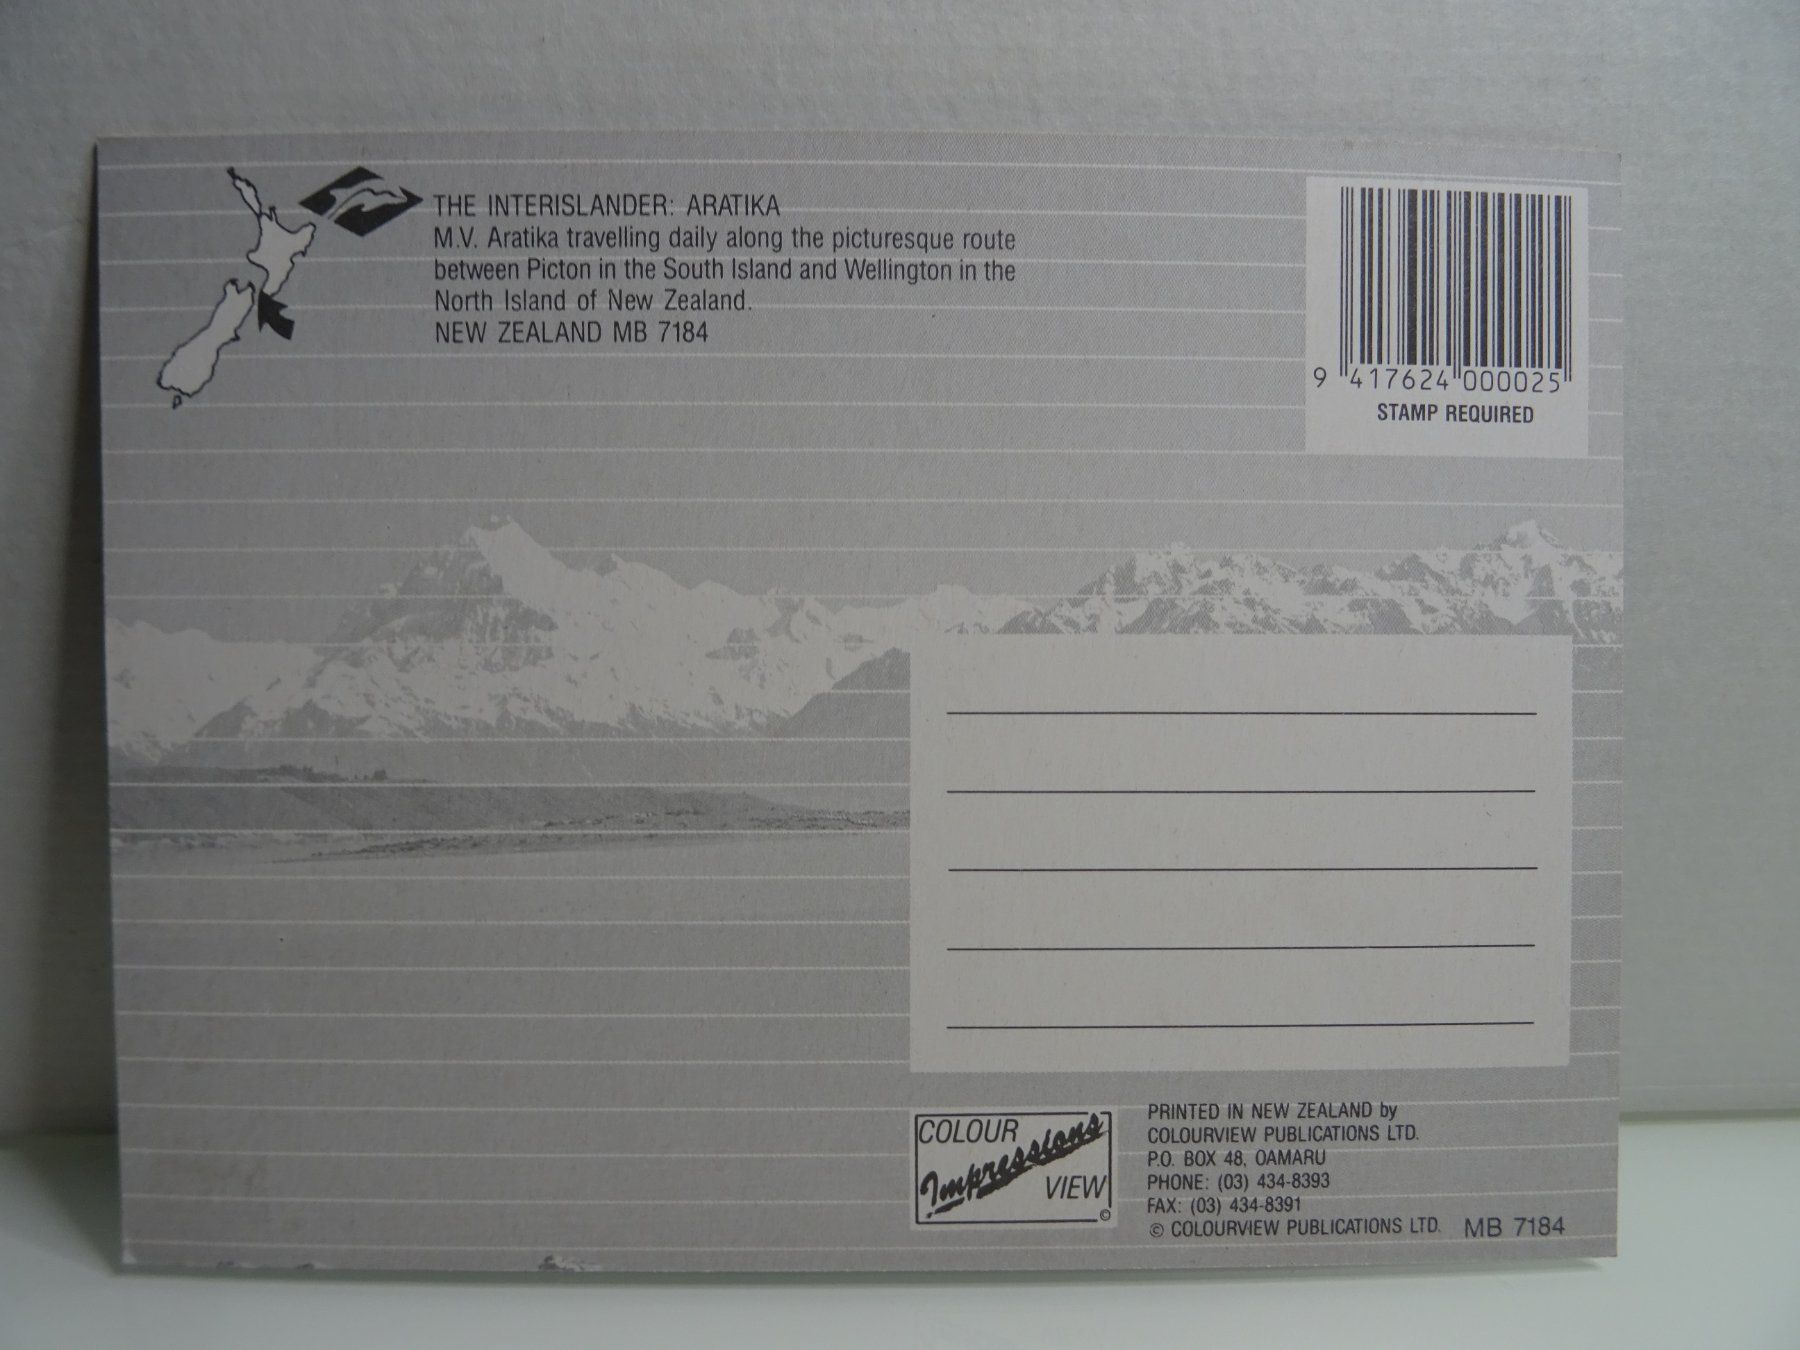 THE INTERISLANDER: ARATIKA
M.V. Aratika travelling daily along the picturesque route
between Picton in the South Island and Wellington in the
North Island of New Zealand.
NEW ZEALAND MB 7184
9 417624 000025
STAMP REQUIRED
COLOUR
Impressions
VIEW
©
PRINTED IN NEW ZEALAND by
COLOURVIEW PUBLICATIONS LTD.
P.O. BOX 48, OAMARU
PHONE: (03) 434-8393
FAX: (03) 434-8391
© COLOURVIEW PUBLICATIONS LTD. MB 7184